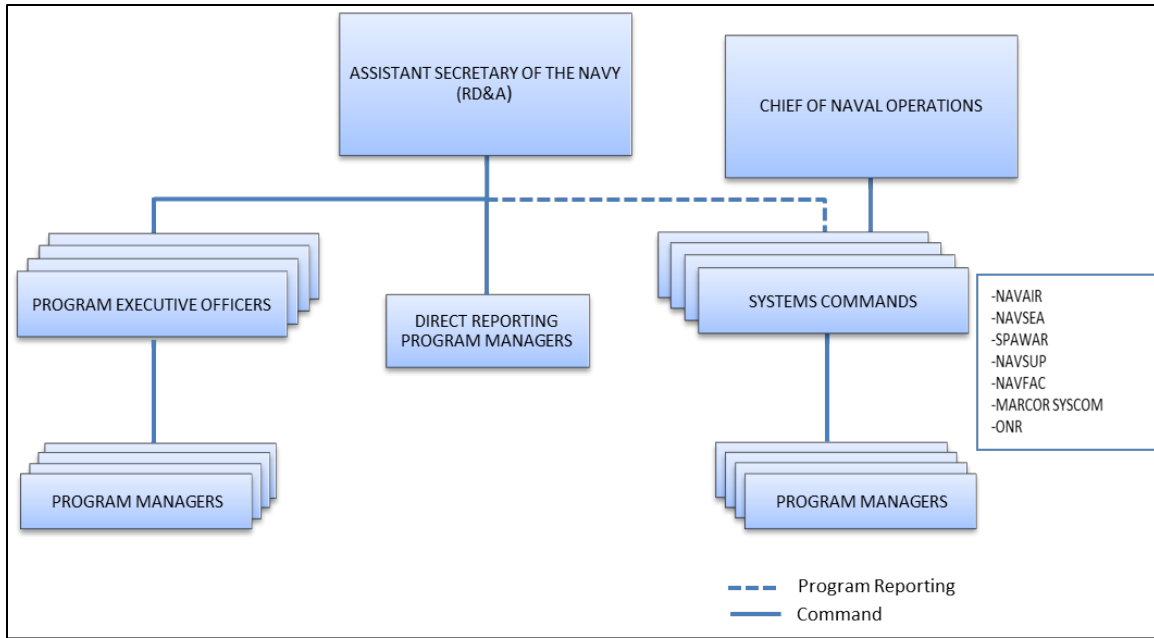 ASSISTANT SECRETARY OF THE NAVY
(RD&A)
CHIEF OF NAVAL OPERATIONS
PROGRAM EXECUTIVE OFFICERS
DIRECT REPORTING
PROGRAM MANAGERS
SYSTEMS COMMANDS
-NAVAIR
-NAVSEA
-SPAWAR
-NAVSUP
-NAVFAC
-MARCOR SYSCOM
-ONR
PROGRAM MANAGERS
PROGRAM MANAGERS
Program Reporting
Command